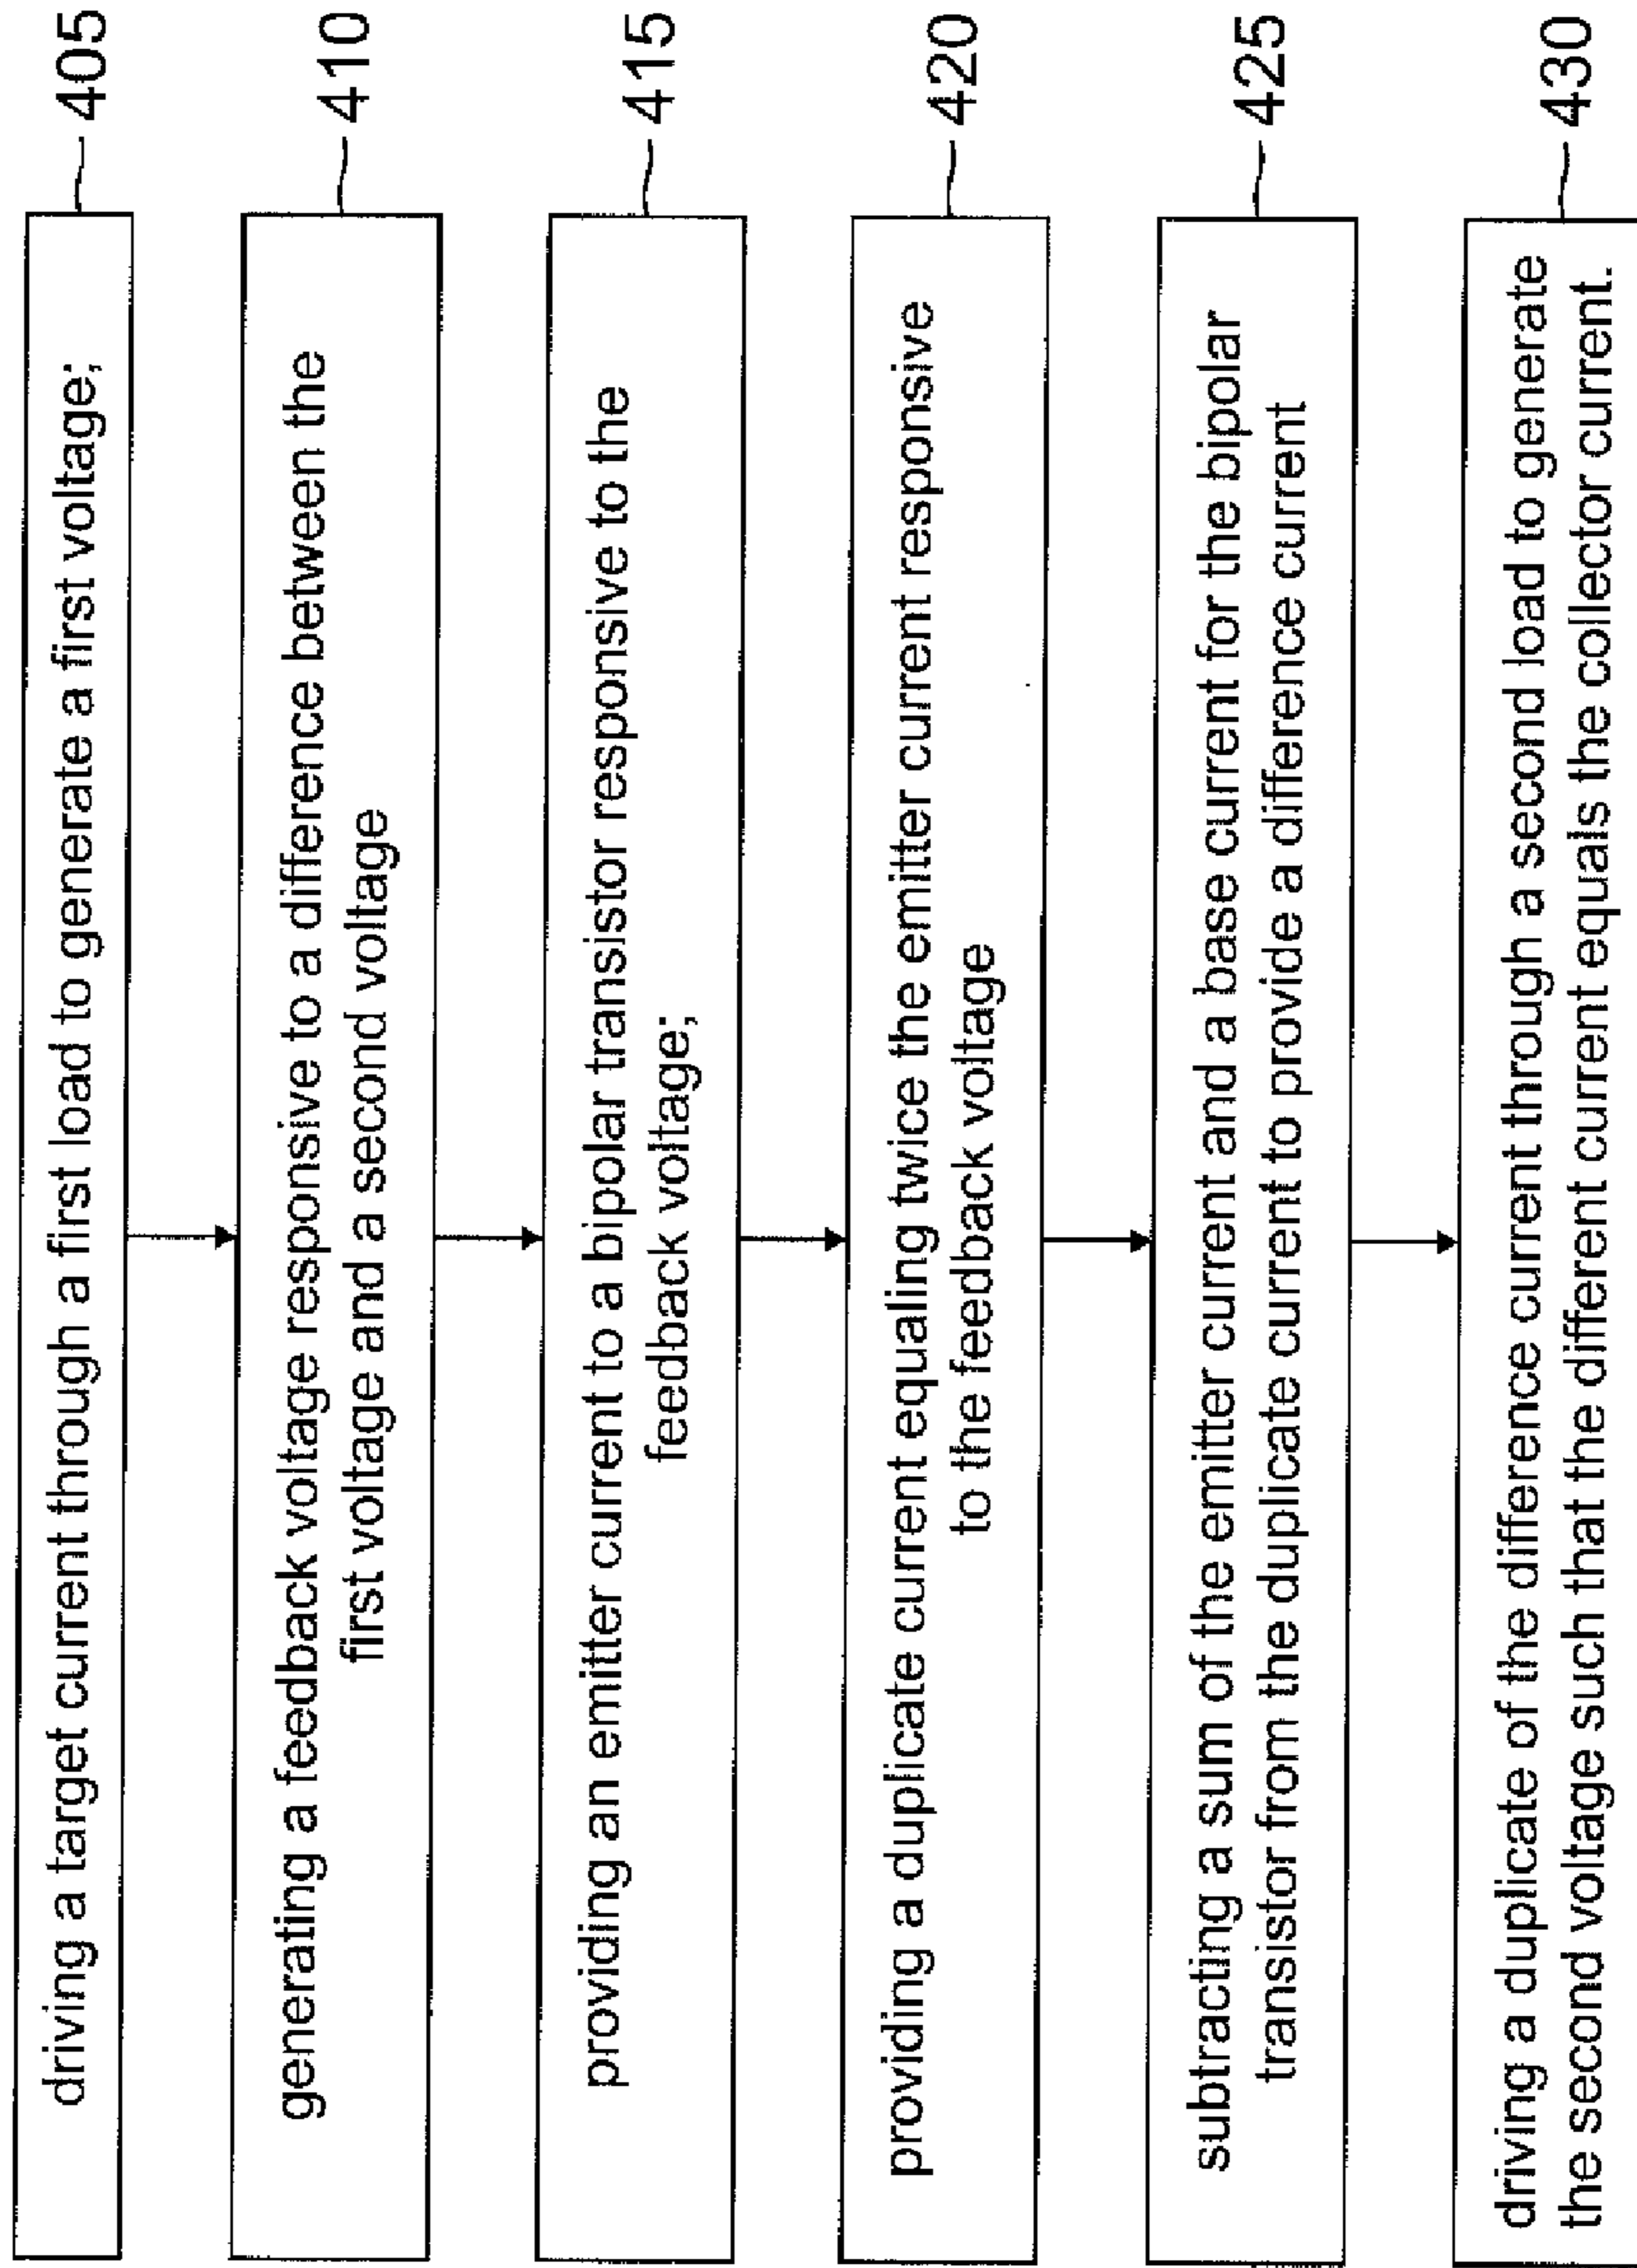 driving a target current through a first load to generate a first voltage;
405
generating a feedback voltage responsive to a difference between the
first voltage and a second voltage
410
providing an emitter current to a bipolar transistor responsive to the
feedback voltage;
415
providing a duplicate current equaling twice the emitter current responsive
to the feedback voltage
420
subtracting a sum of the emitter current and a base current for the bipolar
transistor from the duplicate current to provide a difference current
425
driving a duplicate of the difference current through a second load to generate
the second voltage such that the different current equals the collector current.
430